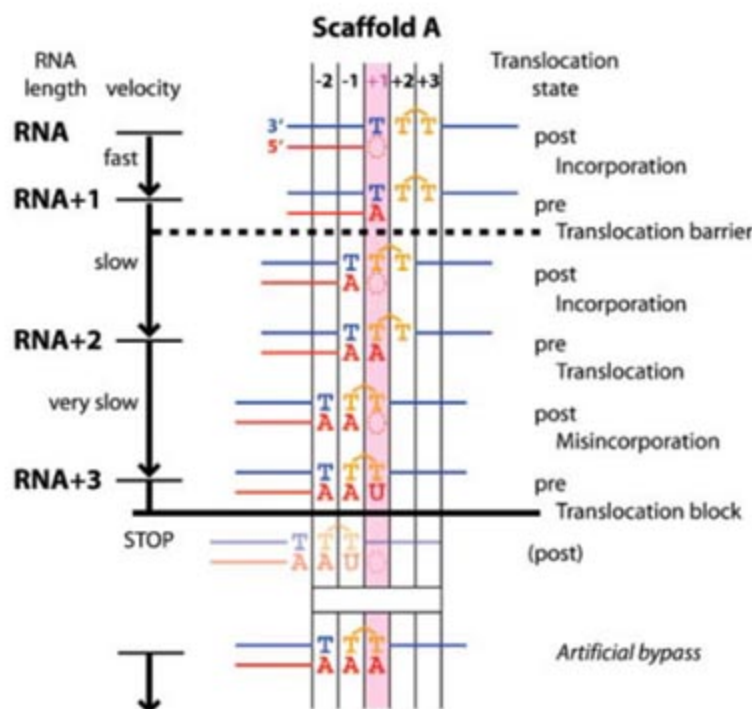 Scaffold A
RNA length velocity Translocation state
-2 -1 +1 +2 +3
RNA 3' T T T post
5' Incorporation
fast
RNA+1 T T T pre
A
Translocation barrier
slow T T T post
A Incorporation
RNA+2 T T T pre
A A Translocation
very slow T T T post
A A Misincorporation
RNA+3 T T T pre
A A U Translocation block
STOP T T T (post)
A A U
T T T Artificial bypass
A A A